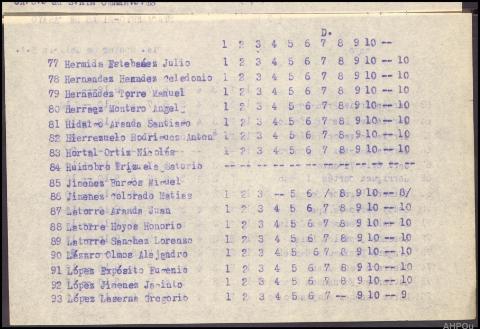 D.
1 2 3 4 5 6 7 8 9 10 --
77 Hermida Estebáñez Julio 1 2 3 4 5 6 7 8 9 10 -- 10
78 Hernandez Celedonio 1 2 3 4 5 6 7 8 9 10 -- 10
79 Hernandez Torre Manuel 1 2 3 4 5 6 7 8 9 10 -- 10
80 Herraez Montero Angel 1 2 3 4 5 6 7 8 9 10 -- 10
81 Hidalgo Aranda Santiago 1 2 3 4 5 6 7 8 9 10 -- 10
82 Hierrezuelo Rodriguez Anton 1 2 3 4 5 6 7 8 9 10 -- 10
83 Hortal Ortiz Nicolás 1 2 3 4 5 6 7 8 9 10 -- 10
84 Huidobro -- -- -- -- -- -- -- -- -- -- -- --
85 Jimenez Burgos Miguel
86 Jimenez Colorado Matias 1 2 3 -- 5 6 7 8 9 10 -- 8/
87 Latorre Aranda Juan 1 2 3 4 5 6 7 8 9 10 -- 10
88 Latorre Hoyos Honorio 1 2 3 4 5 6 7 8 9 10 -- 10
89 Latorre Sanchez Lorenzo 1 2 3 4 5 6 7 8 9 10 -- 10
90 Lázaro Olmos Alejandro 1 2 3 4 5 6 7 8 9 10 -- 10
91 López Expósito Eugenio 1 2 3 4 5 6 7 8 9 10 -- 10
92 López Jimenez Jacinto 1 2 3 4 5 6 7 8 9 10 -- 10
93 López Laserna Gregorio 1 2 3 4 5 6 7 -- 9 10 -- 9
AHPOu